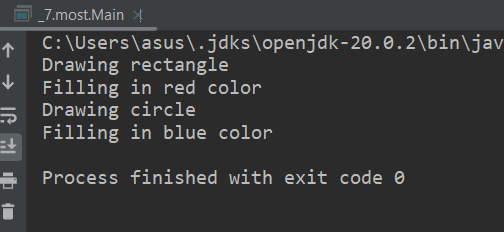 _7.most.Main
C:\Users\asus\.jdks\openjdk-20.0.2\bin\jav
Drawing rectangle
Filling in red color
Drawing circle
Filling in blue color
Process finished with exit code 0